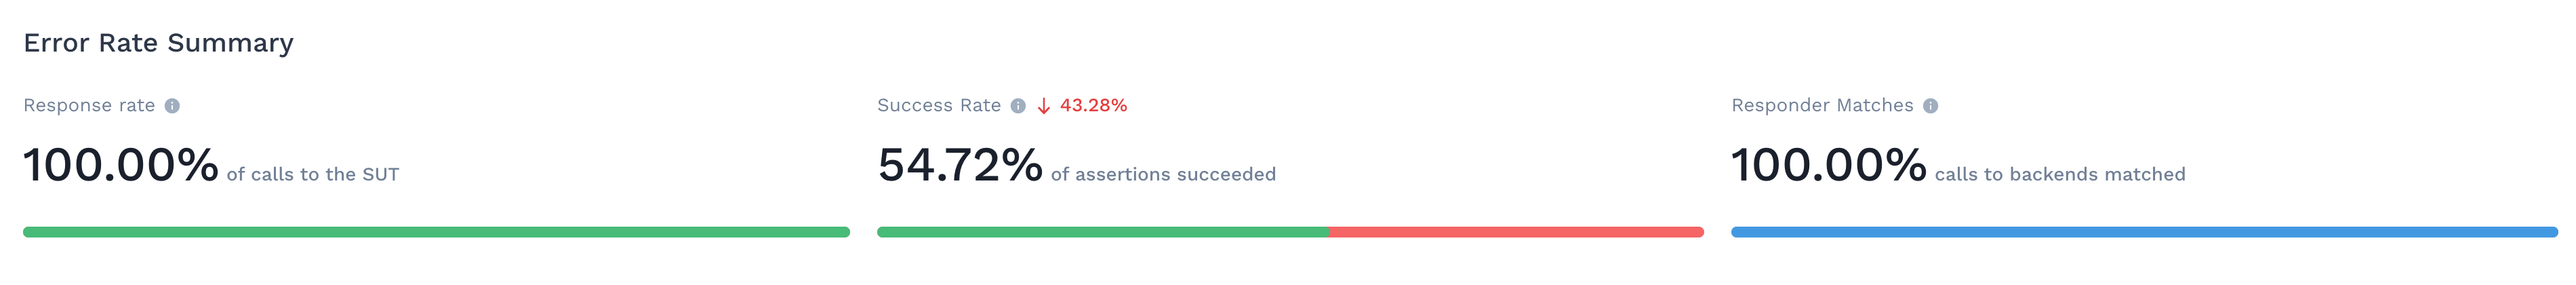 Error Rate Summary
Response rate
100.00% of calls to the SUT
Success Rate ↓ 43.28%
54.72% of assertions succeeded
Responder Matches
100.00% calls to backends matched